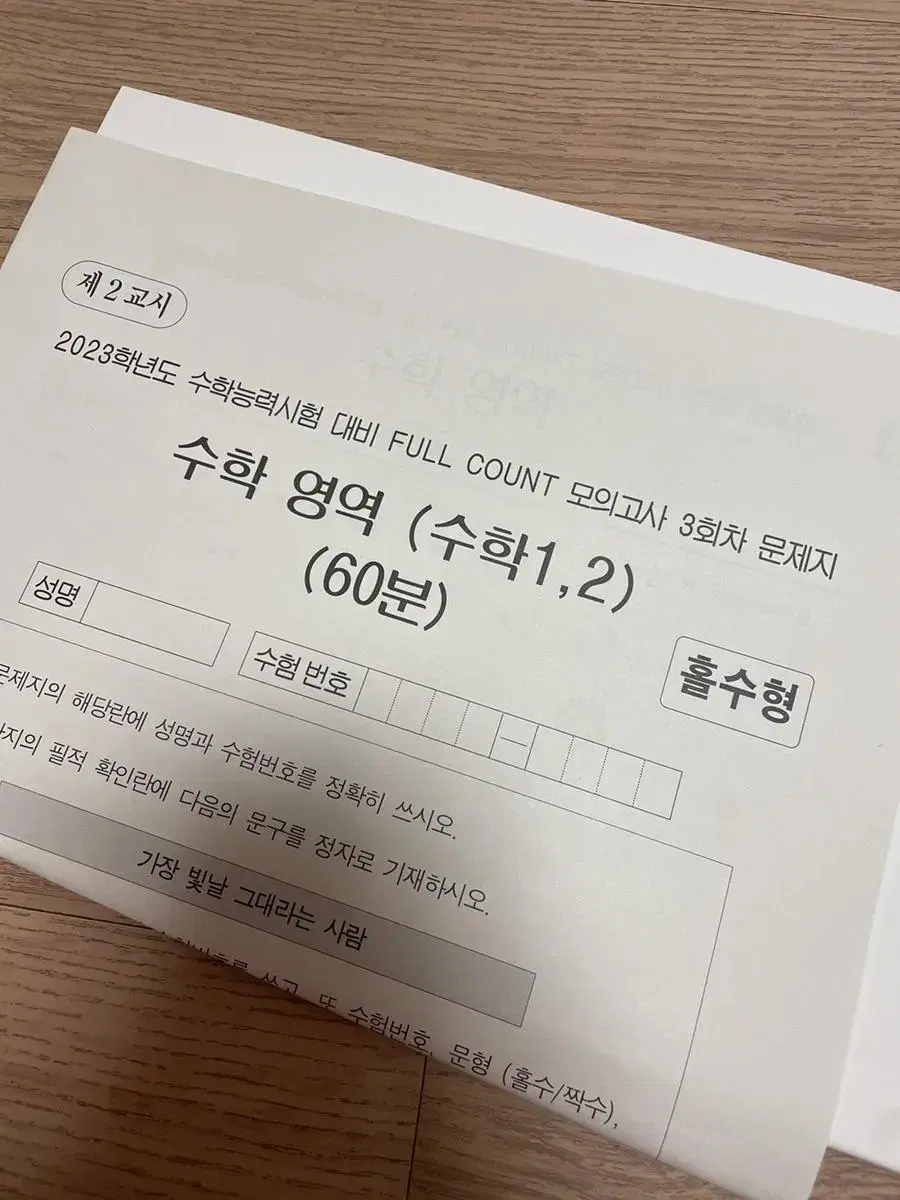 제 2 교시
2023학년도 수학능력시험 대비 FULL COUNT 모의고사 3회차 문제지
수학 영역 (수학1,2)
(60분)
성명
수험 번호
–
홀수형
문제지의 해당란에 성명과 수험번호를 정확히 쓰시오.
필적 확인란에 다음의 문구를 정자로 기재하시오.
가장 빛날 그대라는 사람
쓰고, 또 수험번호, 문형 (홀수/짝수),